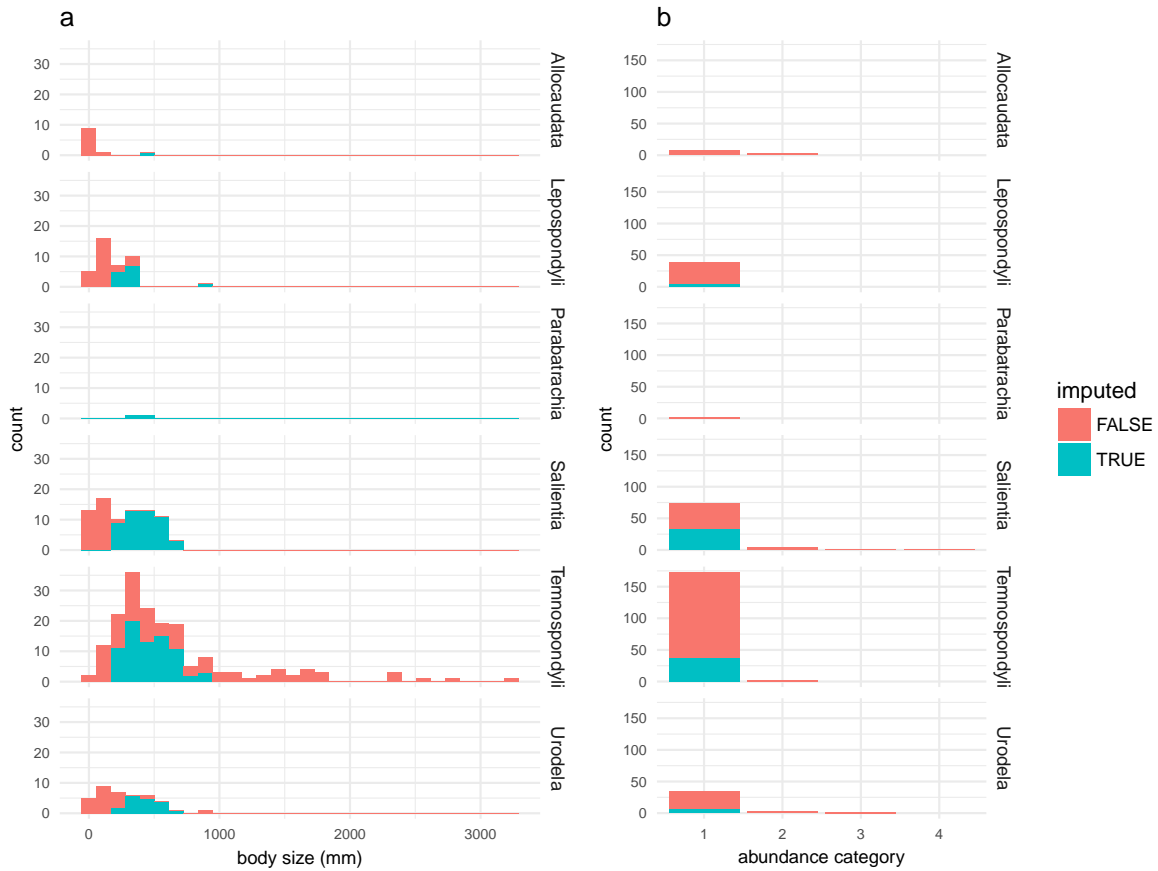 a
30
20
10
0
Allocaudata
30
20
10
0
Lepospondyli
30
20
10
0
Parabatrachia
30
20
10
0
Salientia
30
20
10
0
Temnospondyli
30
20
10
0
Urodela
count
0 1000 2000 3000
body size (mm)
b
150
100
50
0
Allocaudata
150
100
50
0
Lepospondyli
150
100
50
0
Parabatrachia
150
100
50
0
Salientia
150
100
50
0
Temnospondyli
150
100
50
0
Urodela
count
1 2 3 4
abundance category
imputed
FALSE
TRUE